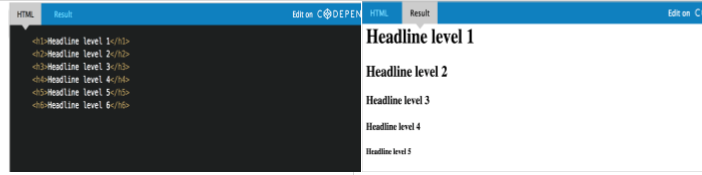 HTML Result Edit on CODEPEN
<h1>Headline level 1</h1>
<h2>Headline level 2</h2>
<h3>Headline level 3</h3>
<h4>Headline level 4</h4>
<h5>Headline level 5</h5>
<h6>Headline level 6</h6>
HTML Result Edit on C
Headline level 1
Headline level 2
Headline level 3
Headline level 4
Headline level 5